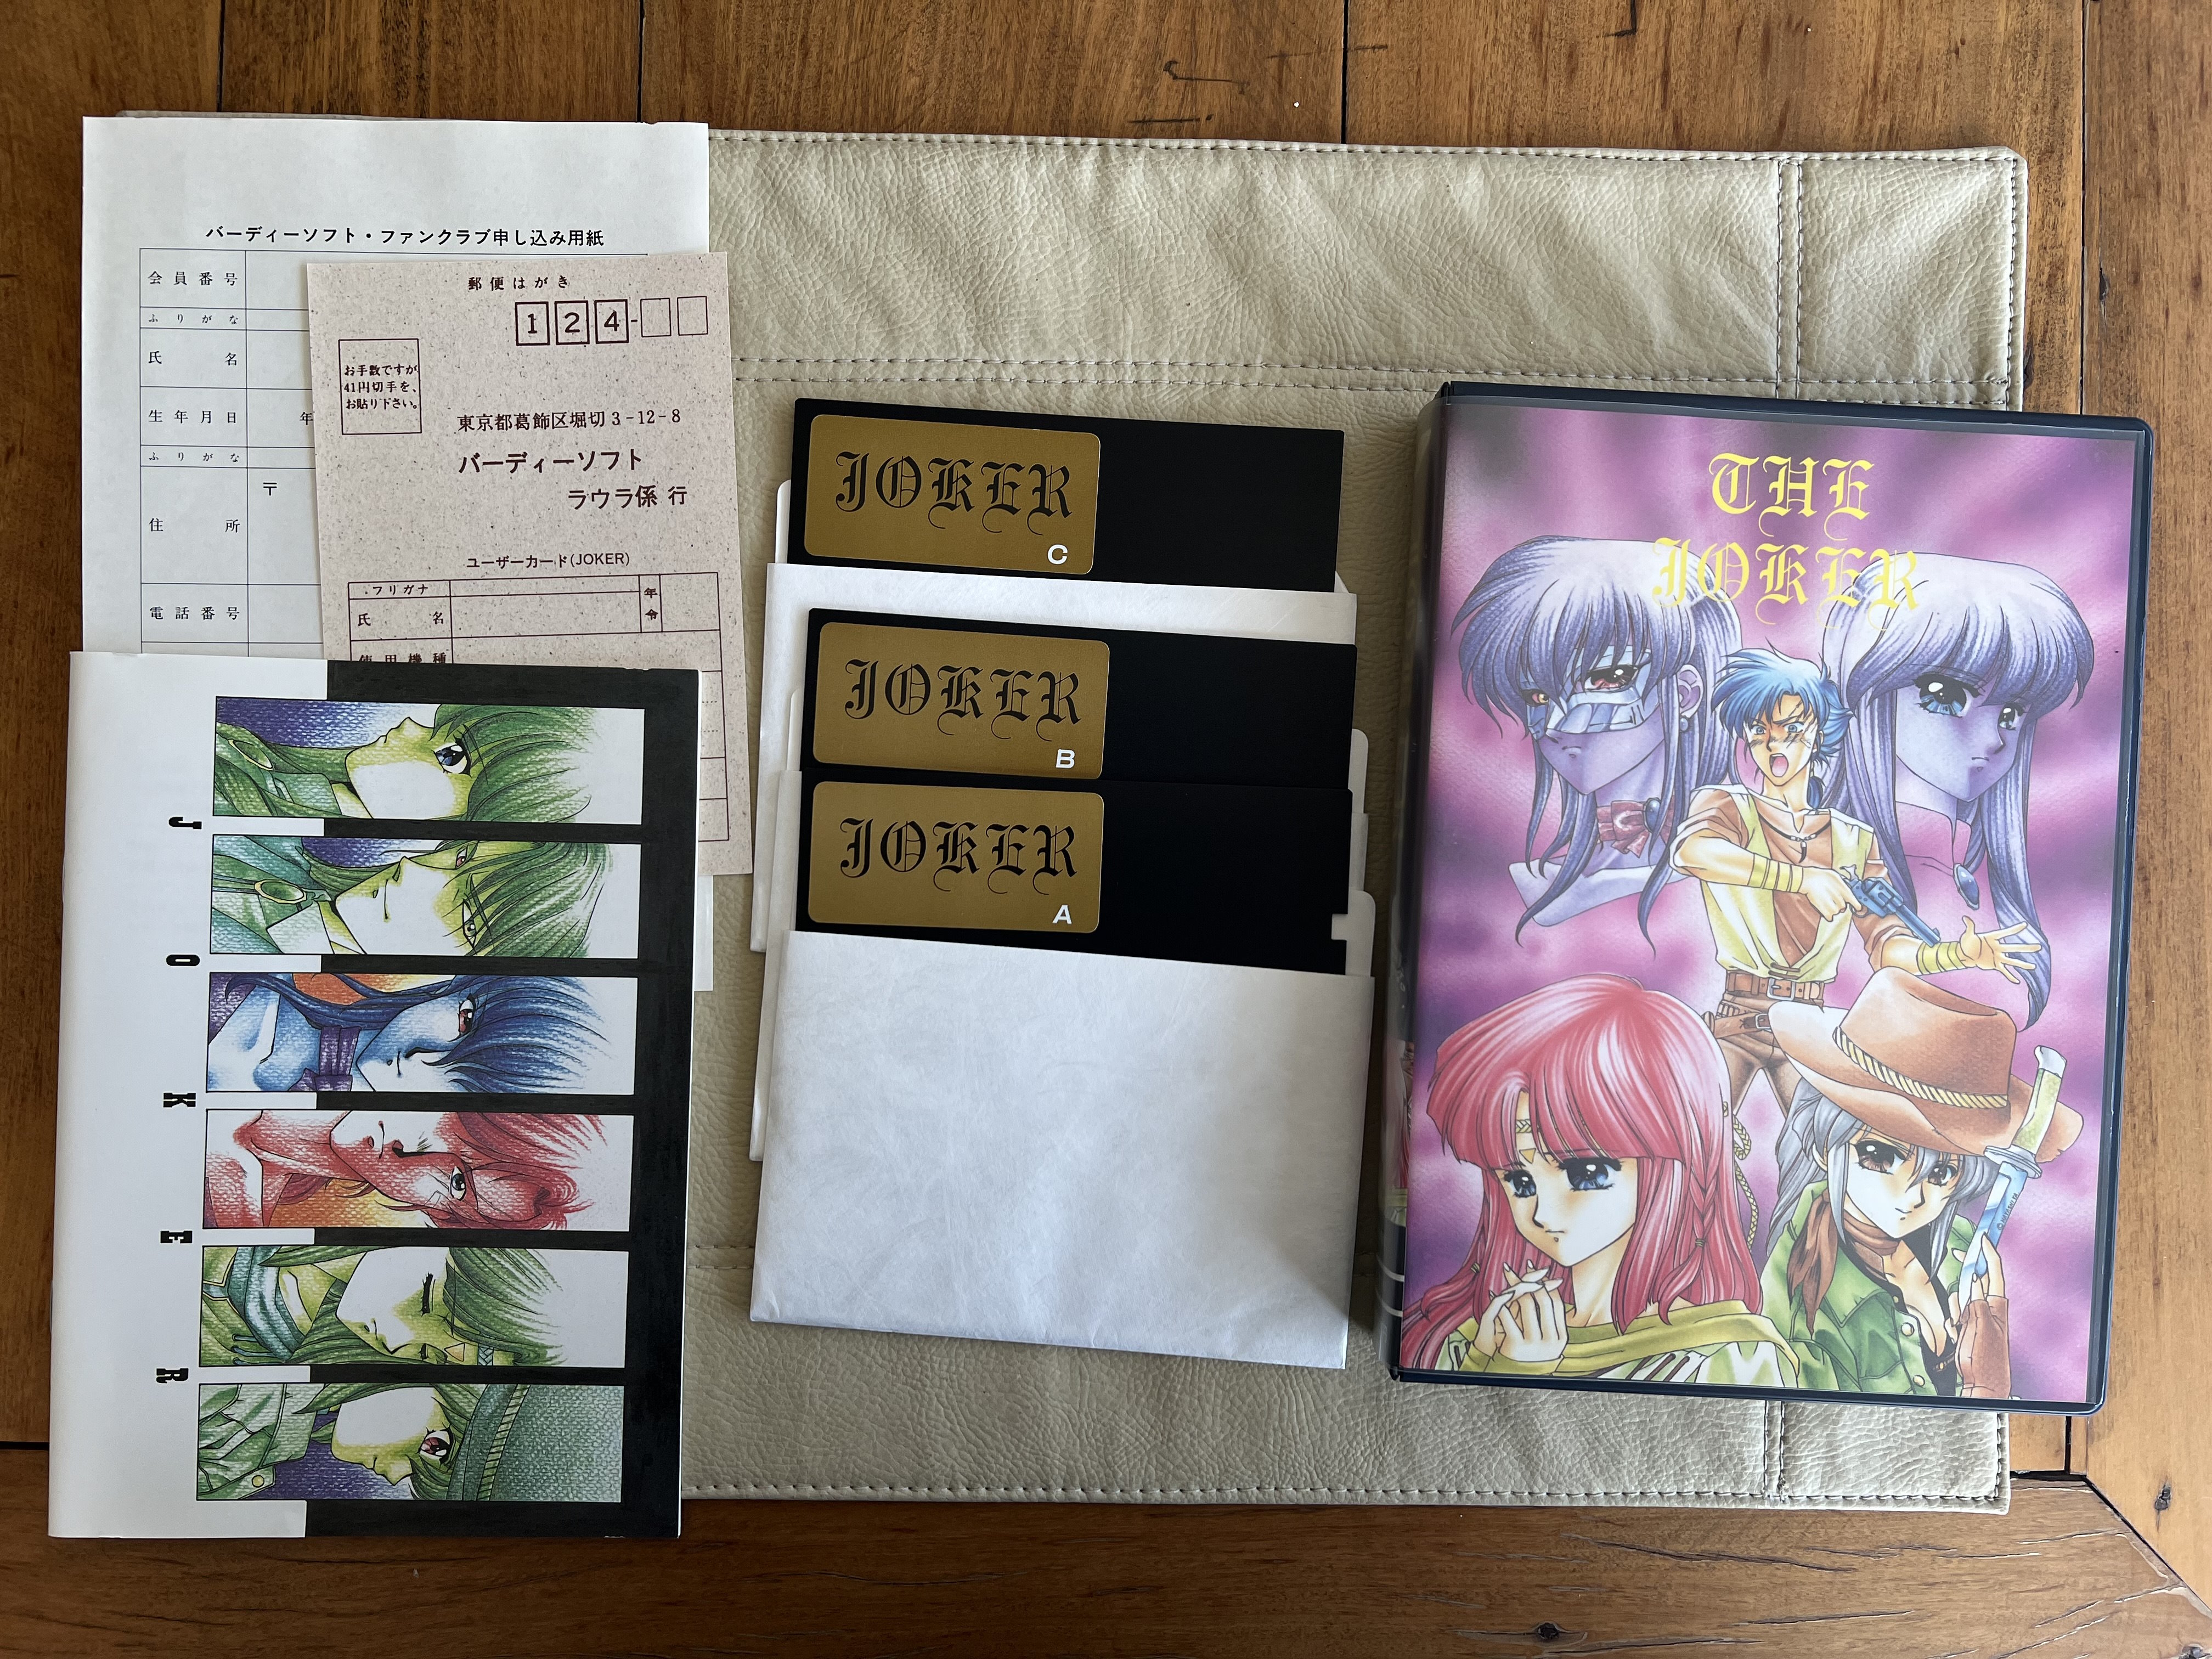 バーディーソフト・ファンクラブ申し込み用紙
会員番号
ふりがな
氏名
生年月日 年
ふりがな
住所 〒
電話番号
郵便はがき
124-
お手数ですが
41円切手を、
お貼り下さい。
東京都葛飾区堀切3-12-8
バーディーソフト
ラウラ係 行
ユーザーカード(JOKER)
フリガナ
氏名
年令
使用機種
JOKER
JOKER
C
JOKER
B
JOKER
A
THE
JOKER